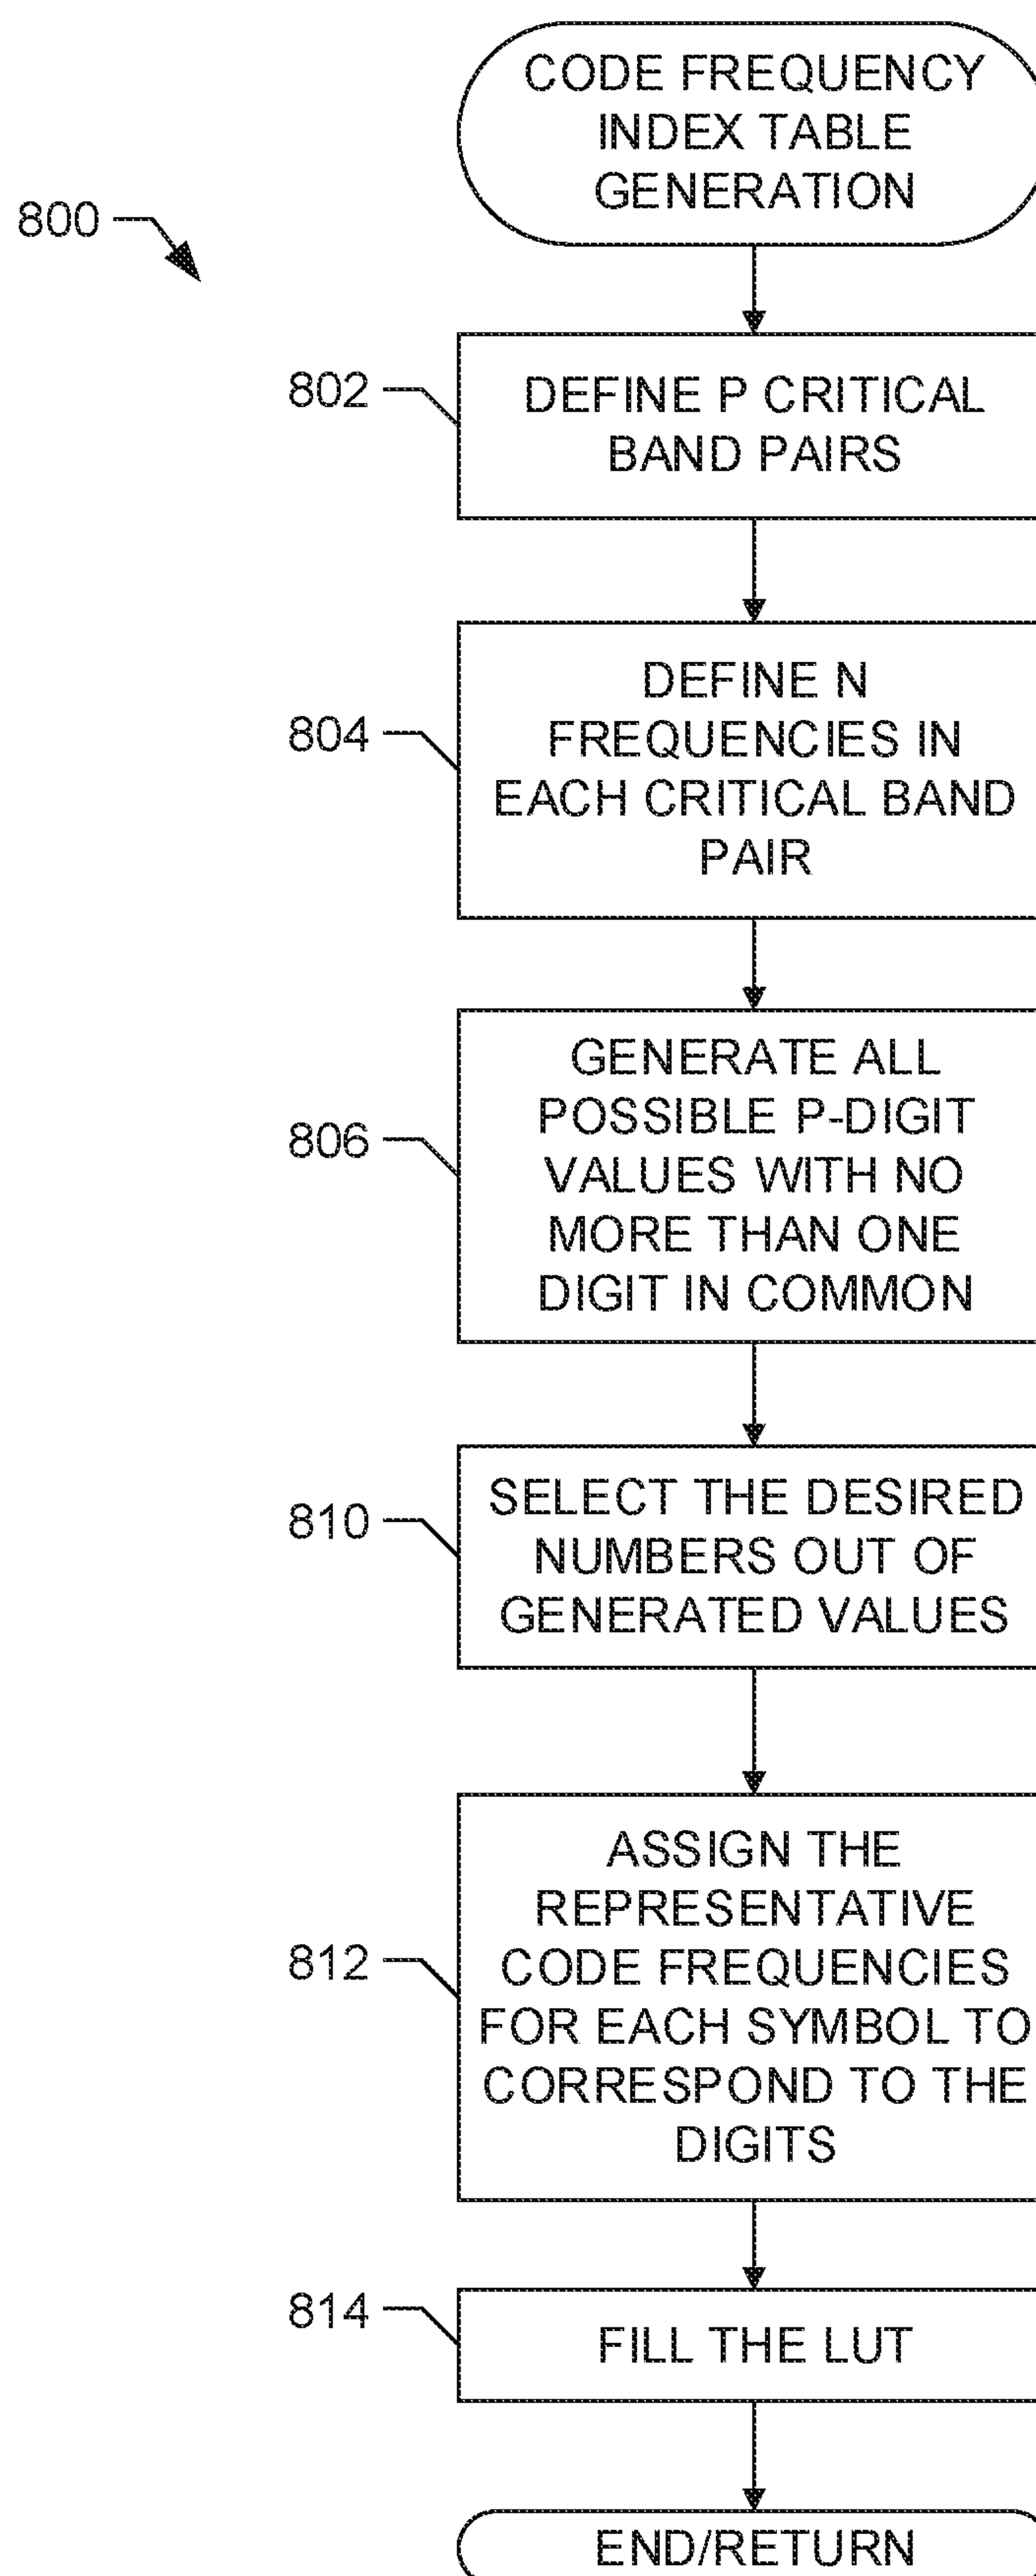 CODE FREQUENCY
INDEX TABLE
GENERATION
800
802
DEFINE P CRITICAL
BAND PAIRS
804
DEFINE N
FREQUENCIES IN
EACH CRITICAL BAND
PAIR
806
GENERATE ALL
POSSIBLE P-DIGIT
VALUES WITH NO
MORE THAN ONE
DIGIT IN COMMON
810
SELECT THE DESIRED
NUMBERS OUT OF
GENERATED VALUES
812
ASSIGN THE
REPRESENTATIVE
CODE FREQUENCIES
FOR EACH SYMBOL TO
CORRESPOND TO THE
DIGITS
814
FILL THE LUT
END/RETURN